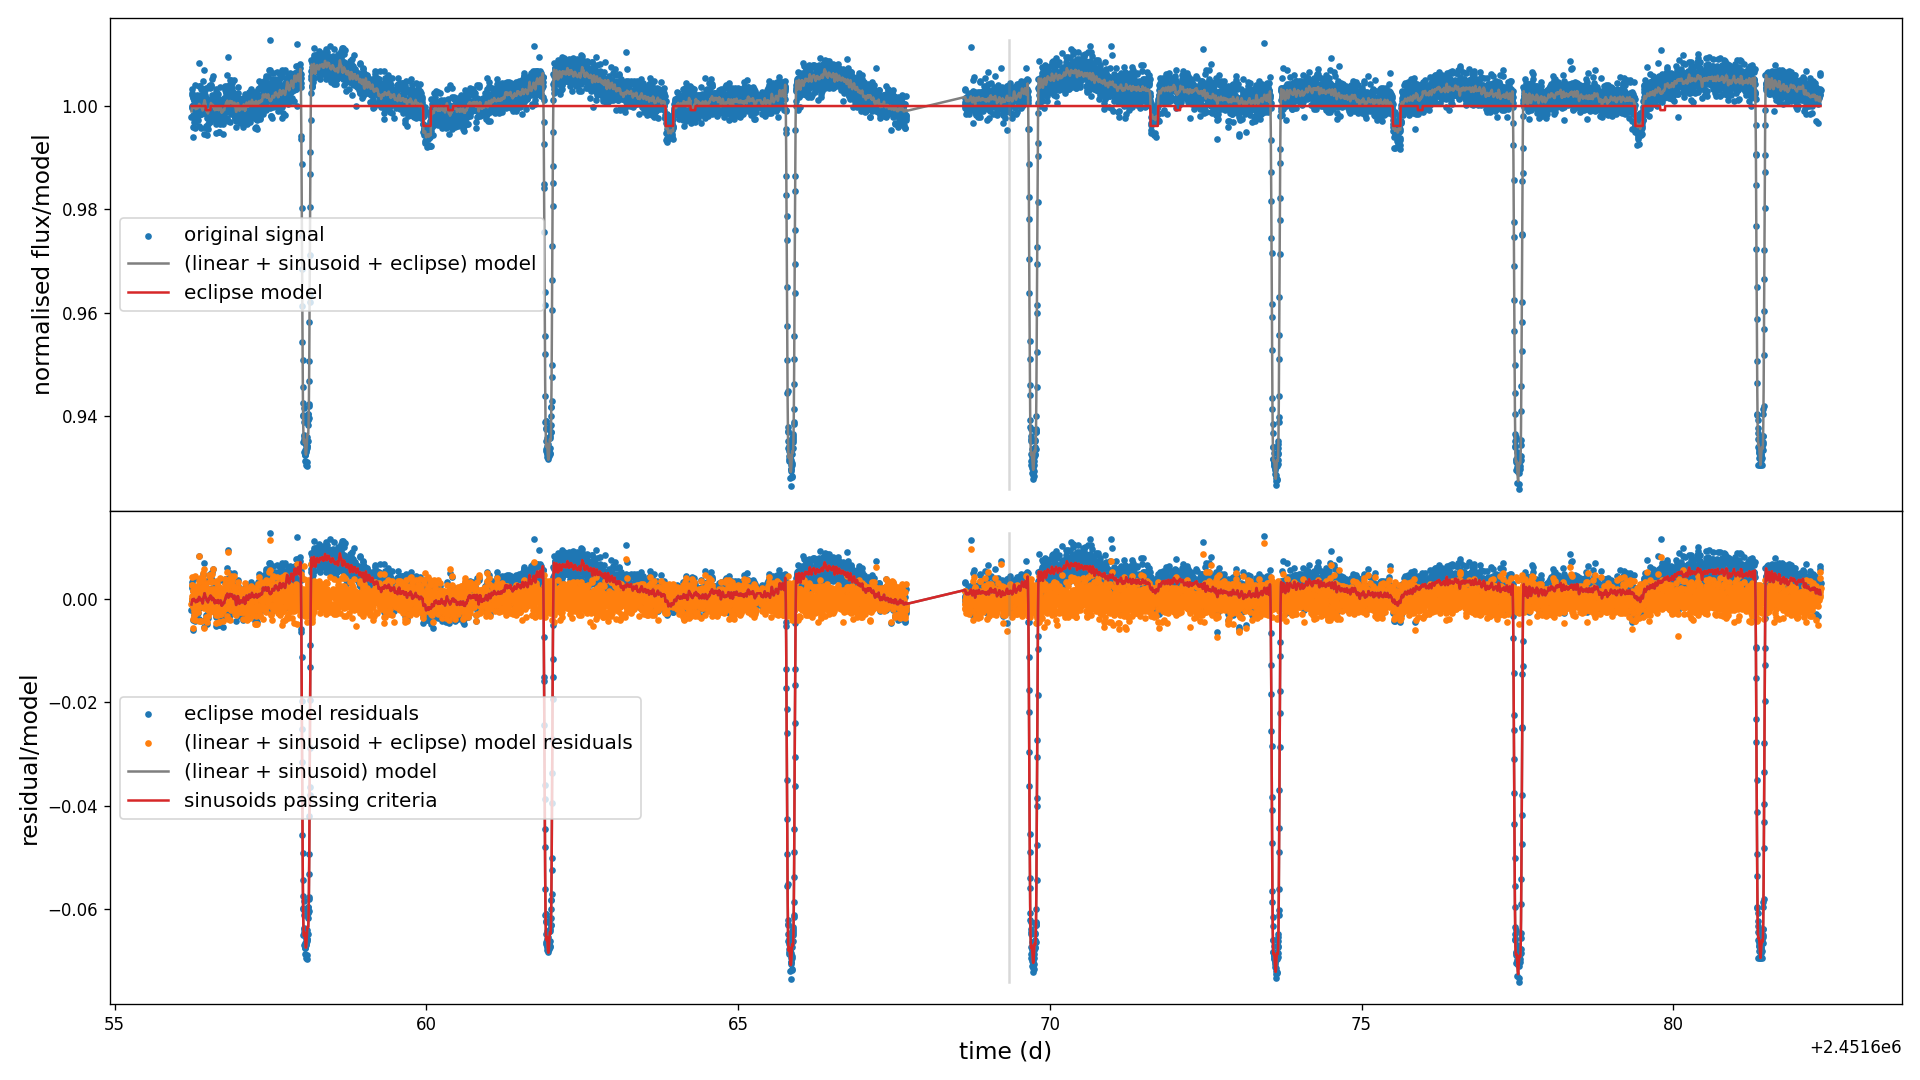 normalised flux/model
1.00
0.98
0.96
0.94
original signal
(linear + sinusoid + eclipse) model
eclipse model
residual/model
0.00
−0.02
−0.04
−0.06
eclipse model residuals
(linear + sinusoid + eclipse) model residuals
(linear + sinusoid) model
sinusoids passing criteria
55 60 65 70 75 80
time (d)
+2.4516e6